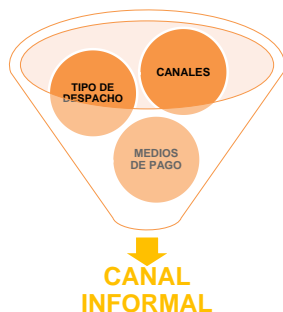 CANALES
TIPO DE
DESPACHO
MEDIOS
DE PAGO
CANAL
INFORMAL